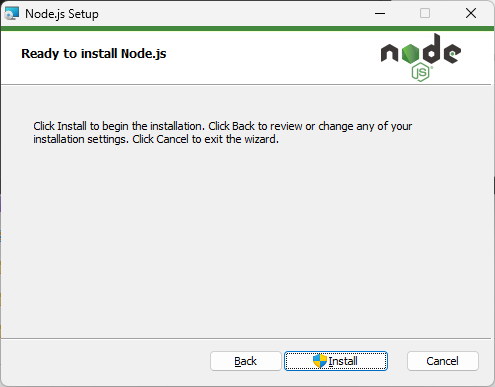 Node.js Setup
Ready to install Node.js
node
JS
Click Install to begin the installation. Click Back to review or change any of your
installation settings. Click Cancel to exit the wizard.
Back
Install
Cancel